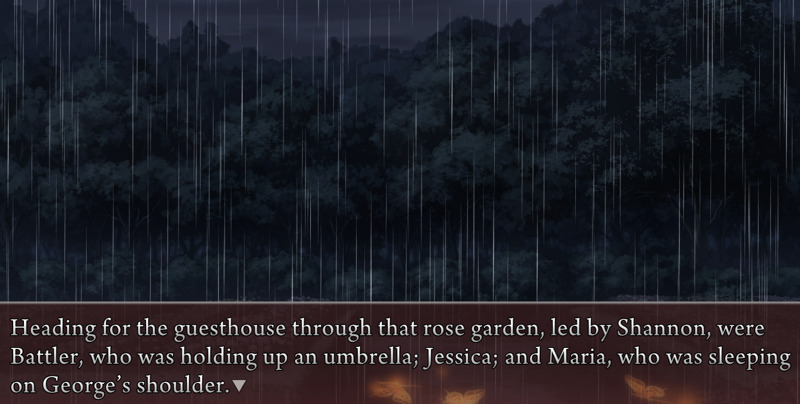 Heading for the guesthouse through that rose garden, led by Shannon, were
Battler, who was holding up an umbrella; Jessica; and Maria, who was sleeping
on George’s shoulder.